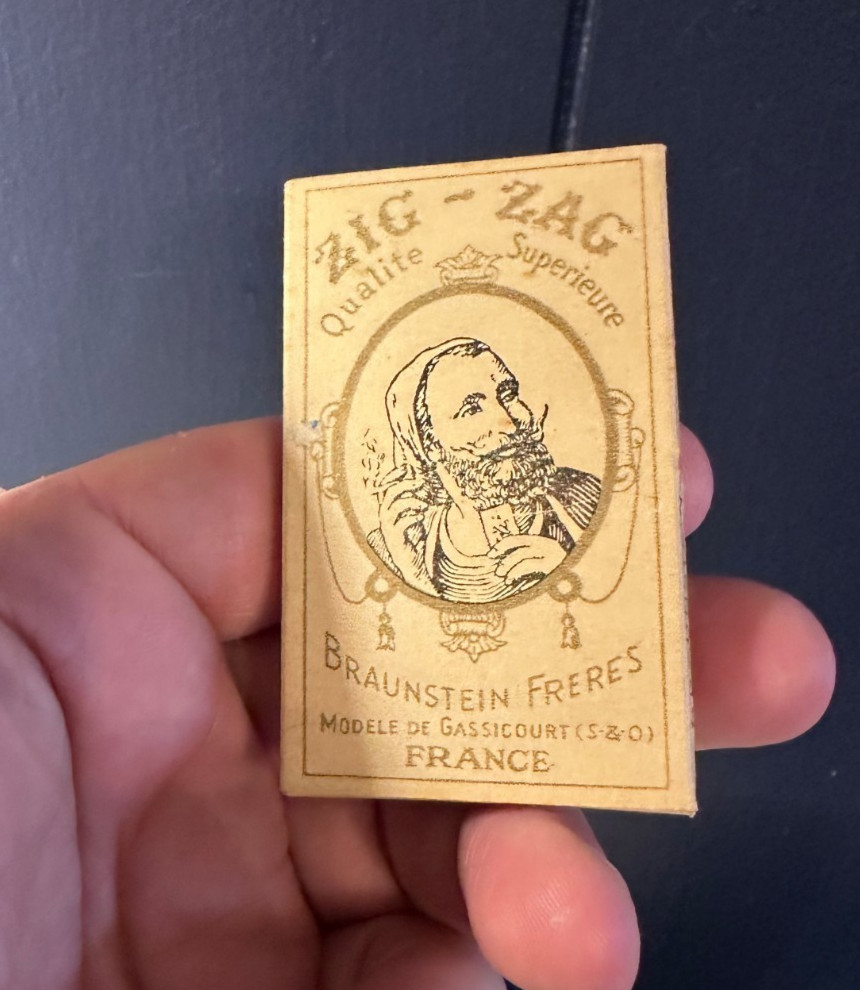 ZIG-ZAG
Qualite Superieure
BRAUNSTEIN FRERES
MODELE DE GASSICOURT (S-&-O)
FRANCE